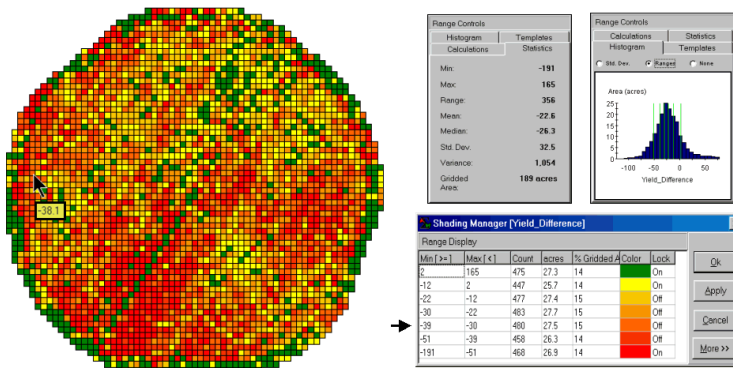 -38.1
Range Controls
Histogram Templates
Calculations Statistics
Min: -191
Max: 165
Range: 356
Mean: -22.6
Median: -26.3
Std. Dev. 32.5
Variance: 1,054
Gridded Area: 189 acres
Range Controls
Calculations Statistics
Histogram Templates
Std. Dev. Ranges None
Area (acres)
25
20
15
10
5
0
-100 -50 0 50
Yield_Difference
Shading Manager [Yield_Difference]
Range Display
Min [ >= ] Max [ < ] Count acres % Gridded A Color Lock
2 165 475 27.3 14 On
-12 2 447 25.7 14 On
-22 -12 477 27.4 15 Off
-30 -22 483 27.7 15 Off
-39 -30 480 27.5 15 Off
-51 -39 458 26.3 14 Off
-191 -51 468 26.9 14 On
Ok
Apply
Cancel
More >>